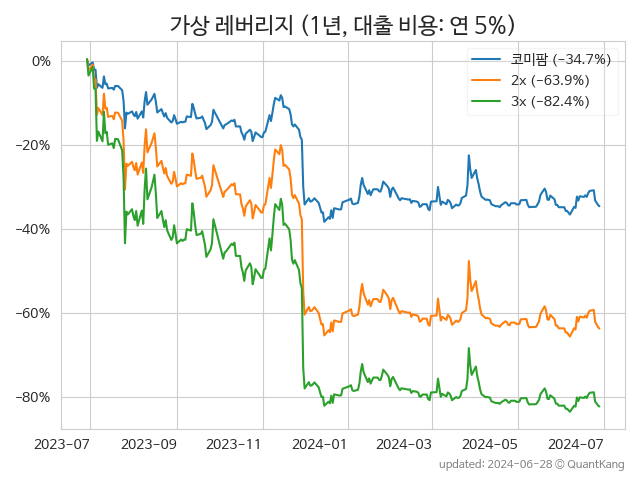 가상 레버리지 (1년, 대출 비용: 연 5%)
코미팜 (−34.7%)
2x (−63.9%)
3x (−82.4%)
0%
−20%
−40%
−60%
−80%
2023-07 2023-09 2023-11 2024-01 2024-03 2024-05 2024-07
updated: 2024-06-28 © QuantKang